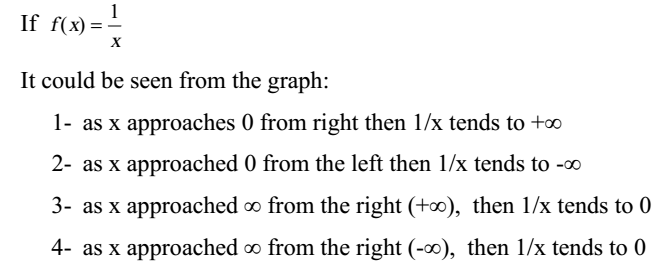 If f(x) = 1/x
It could be seen from the graph:
1- as x approaches 0 from right then 1/x tends to +∞
2- as x approached 0 from the left then 1/x tends to -∞
3- as x approached ∞ from the right (+∞), then 1/x tends to 0
4- as x approached ∞ from the right (-∞), then 1/x tends to 0